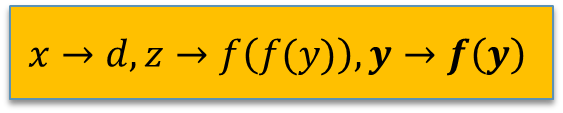 x → d, z → f(f(y)), y → f(y)